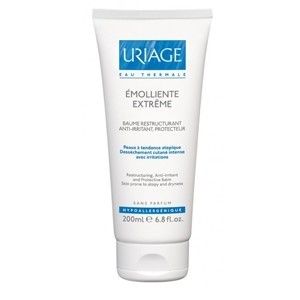 URIAGE
EAU THERMALE
ÉMOLLIENTE
EXTRÊME
BAUME RESTRUCTURANT
ANTI-IRRITANT, PROTECTEUR
Peaux à tendance atopique
Dessèchement cutané intense
avec irritations
Restructuring, Anti-irritant
and Protective Balm
Skin prone to atopy and dryness
SANS PARFUM
HYPOALLERGÉNIQUE
200ml e 6.8 fl.oz.